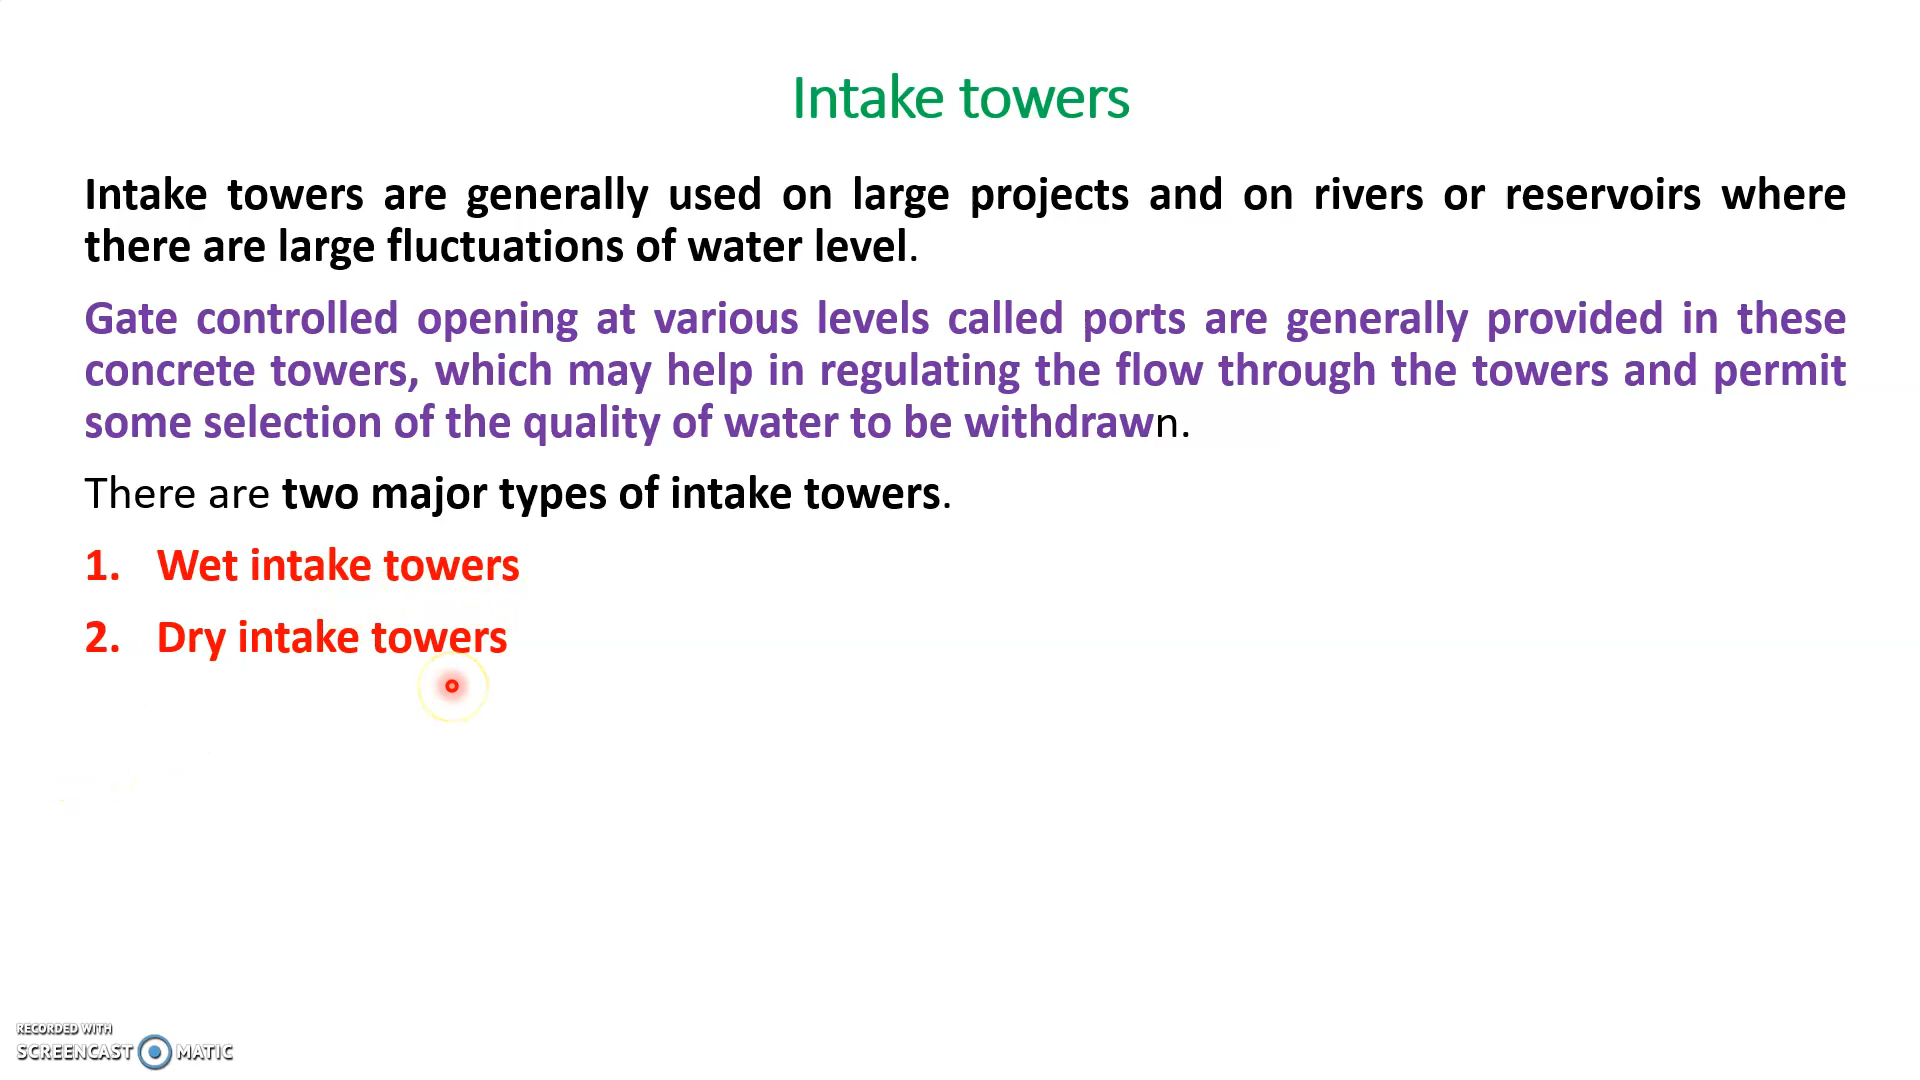 Intake towers
Intake towers are generally used on large projects and on rivers or reservoirs where
there are large fluctuations of water level.
Gate controlled opening at various levels called ports are generally provided in these
concrete towers, which may help in regulating the flow through the towers and permit
some selection of the quality of water to be withdrawn.
There are two major types of intake towers.
1. Wet intake towers
2. Dry intake towers
RECORDED WITH
SCREENCAST MATIC